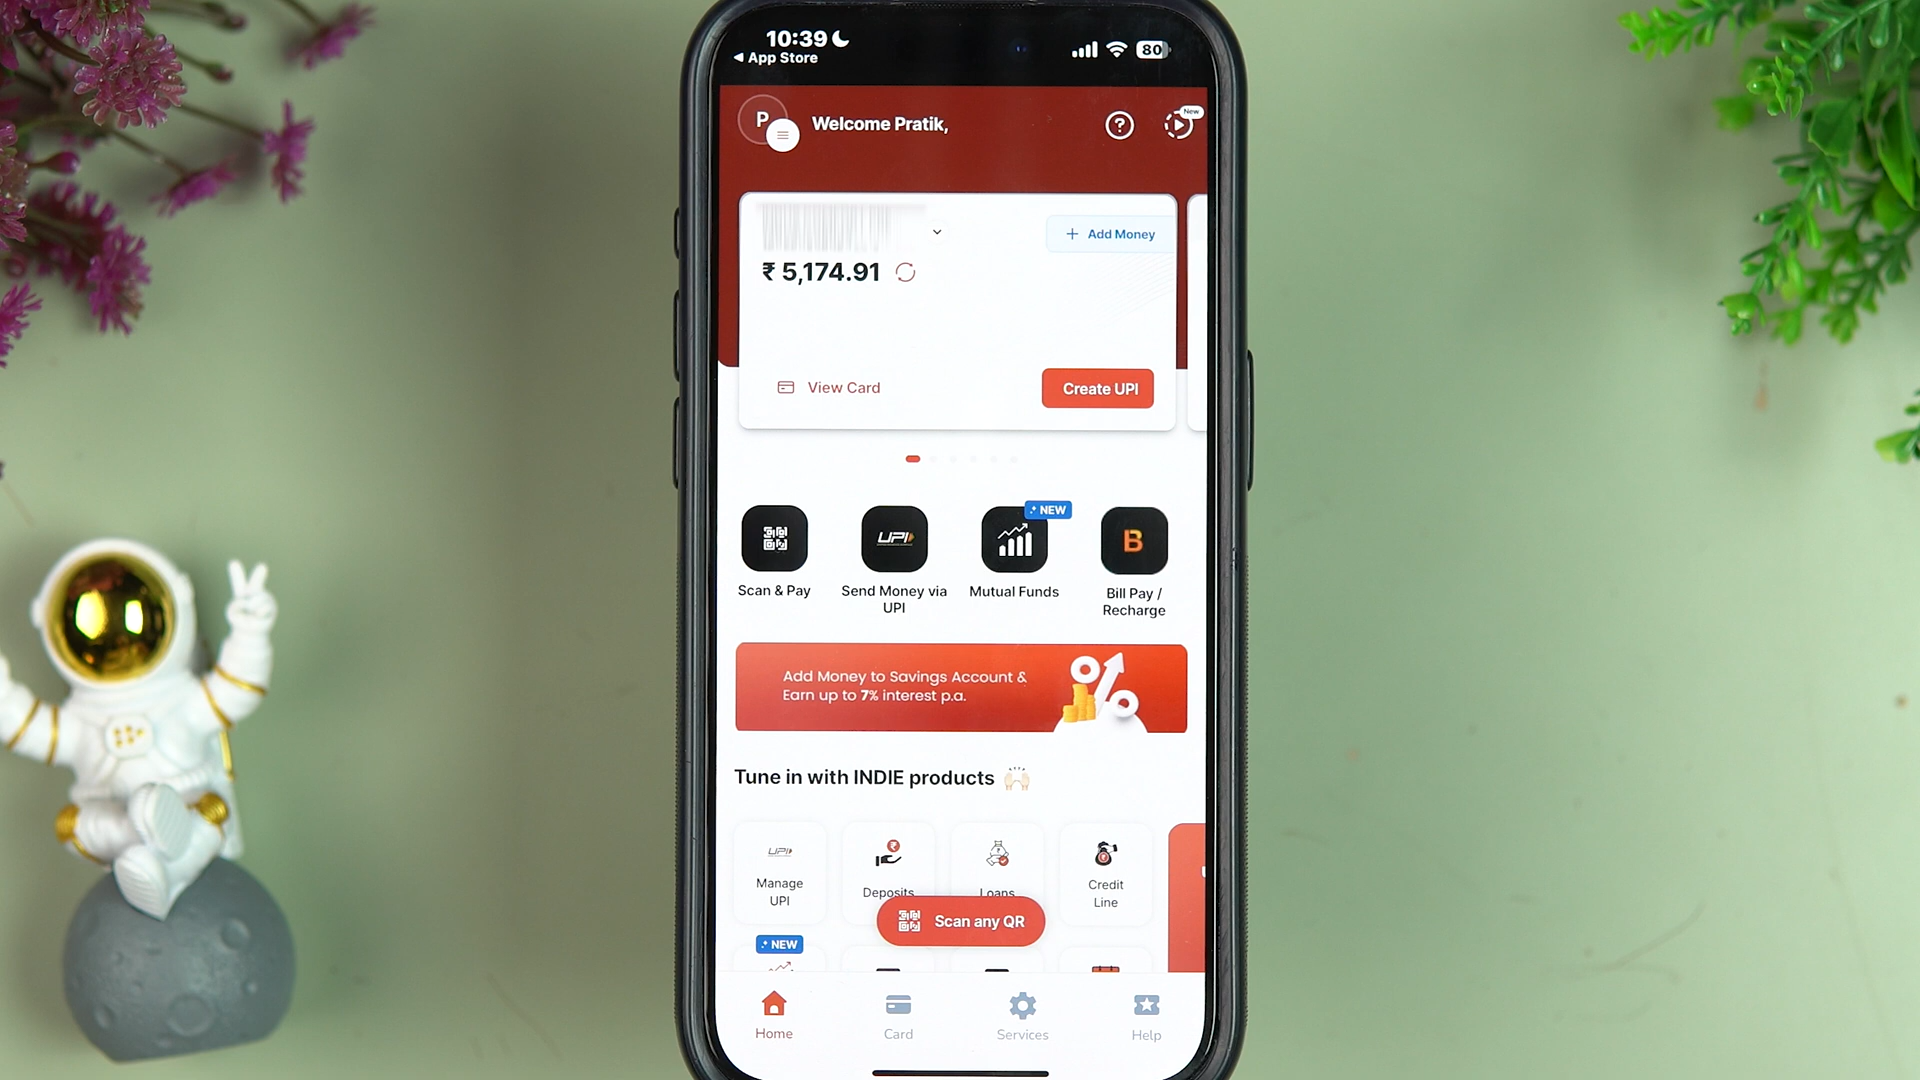 10:39
80
App Store
P
Welcome Pratik,
?
New
+ Add Money
₹ 5,174.91
View Card
Create UPI
NEW
UPI
B
Scan & Pay
Send Money via
UPI
Mutual Funds
Bill Pay /
Recharge
Add Money to Savings Account &
Earn up to 7% interest p.a.
Tune in with INDIE products 🙌🏻
UPI
Manage
UPI
Deposits
Loans
Credit
Line
Scan any QR
NEW
Home
Card
Services
Help